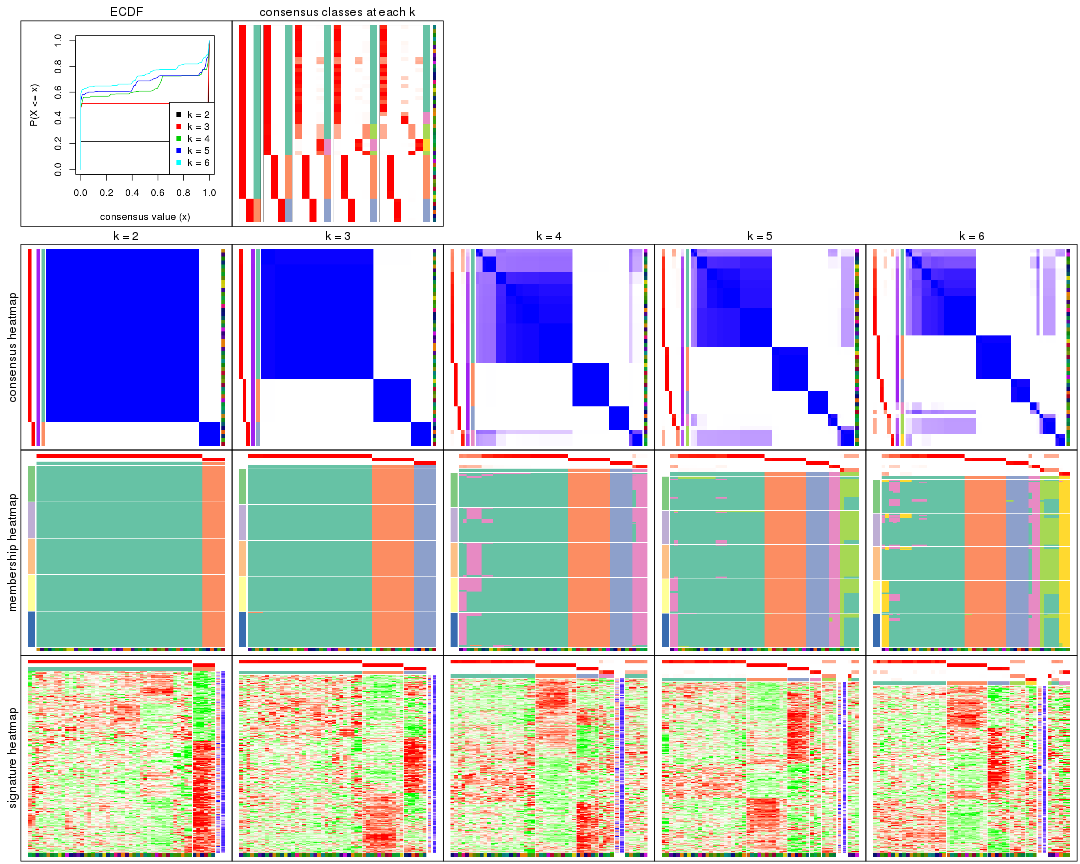 ECDF
consensus classes at each k
P(X <= x)
0.0 0.2 0.4 0.6 0.8 1.0
k = 2
k = 3
k = 4
k = 5
k = 6
0.0 0.2 0.4 0.6 0.8 1.0
consensus value (x)
k = 2
k = 3
k = 4
k = 5
k = 6
consensus heatmap
membership heatmap
signature heatmap